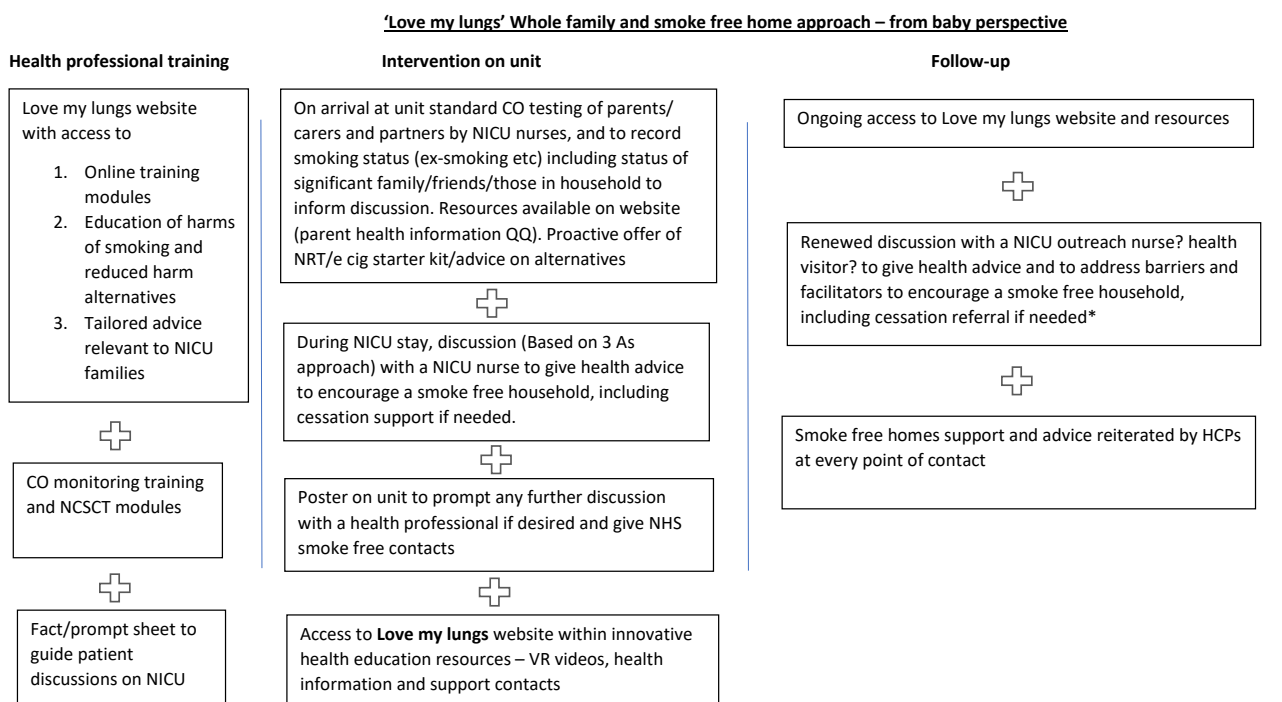 ‘Love my lungs’ Whole family and smoke free home approach – from baby perspective
Health professional training
Love my lungs website
with access to
1. Online training
modules
2. Education of harms
of smoking and
reduced harm
alternatives
3. Tailored advice
relevant to NICU
families
CO monitoring training
and NCSCT modules
Fact/prompt sheet to
guide patient
discussions on NICU
Intervention on unit
On arrival at unit standard CO testing of parents/
carers and partners by NICU nurses, and to record
smoking status (ex-smoking etc) including status of
significant family/friends/those in household to
inform discussion. Resources available on website
(parent health information QQ). Proactive offer of
NRT/e cig starter kit/advice on alternatives
During NICU stay, discussion (Based on 3 As
approach) with a NICU nurse to give health advice
to encourage a smoke free household, including
cessation support if needed.
Poster on unit to prompt any further discussion
with a health professional if desired and give NHS
smoke free contacts
Access to Love my lungs website within innovative
health education resources – VR videos, health
information and support contacts
Follow-up
Ongoing access to Love my lungs website and resources
Renewed discussion with a NICU outreach nurse? health
visitor? to give health advice and to address barriers and
facilitators to encourage a smoke free household,
including cessation referral if needed*
Smoke free homes support and advice reiterated by HCPs
at every point of contact